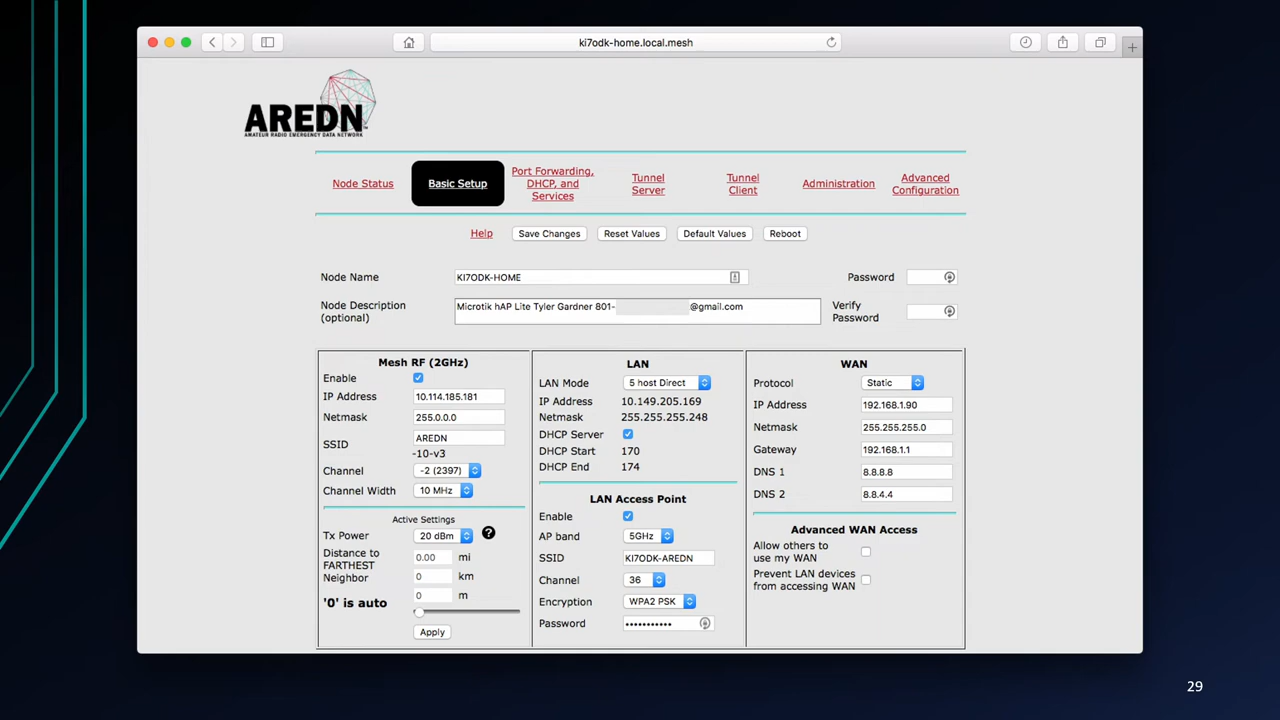 ki7odk-home.local.mesh
AREDN
AMATEUR RADIO EMERGENCY DATA NETWORK
TM
Node Status
Basic Setup
Port Forwarding,
DHCP, and
Services
Tunnel
Server
Tunnel
Client
Administration
Advanced
Configuration
Help
Save Changes
Reset Values
Default Values
Reboot
Node Name
KI7ODK-HOME
Password
Node Description
(optional)
Microtik hAP Lite Tyler Gardner 801- @gmail.com
Verify
Password
Mesh RF (2GHz)
Enable
IP Address 10.114.185.181
Netmask 255.0.0.0
SSID AREDN
-10-v3
Channel -2 (2397)
Channel Width 10 MHz
Active Settings
Tx Power 20 dBm ?
Distance to
FARTHEST
Neighbor
0.00 mi
0 km
0 m
'0' is auto
Apply
LAN
LAN Mode 5 host Direct
IP Address 10.149.205.169
Netmask 255.255.255.248
DHCP Server
DHCP Start 170
DHCP End 174
LAN Access Point
Enable
AP band 5GHz
SSID KI7ODK-AREDN
Channel 36
Encryption WPA2 PSK
Password •••••••••••
WAN
Protocol Static
IP Address 192.168.1.90
Netmask 255.255.255.0
Gateway 192.168.1.1
DNS 1 8.8.8.8
DNS 2 8.8.4.4
Advanced WAN Access
Allow others to
use my WAN
Prevent LAN devices
from accessing WAN
29